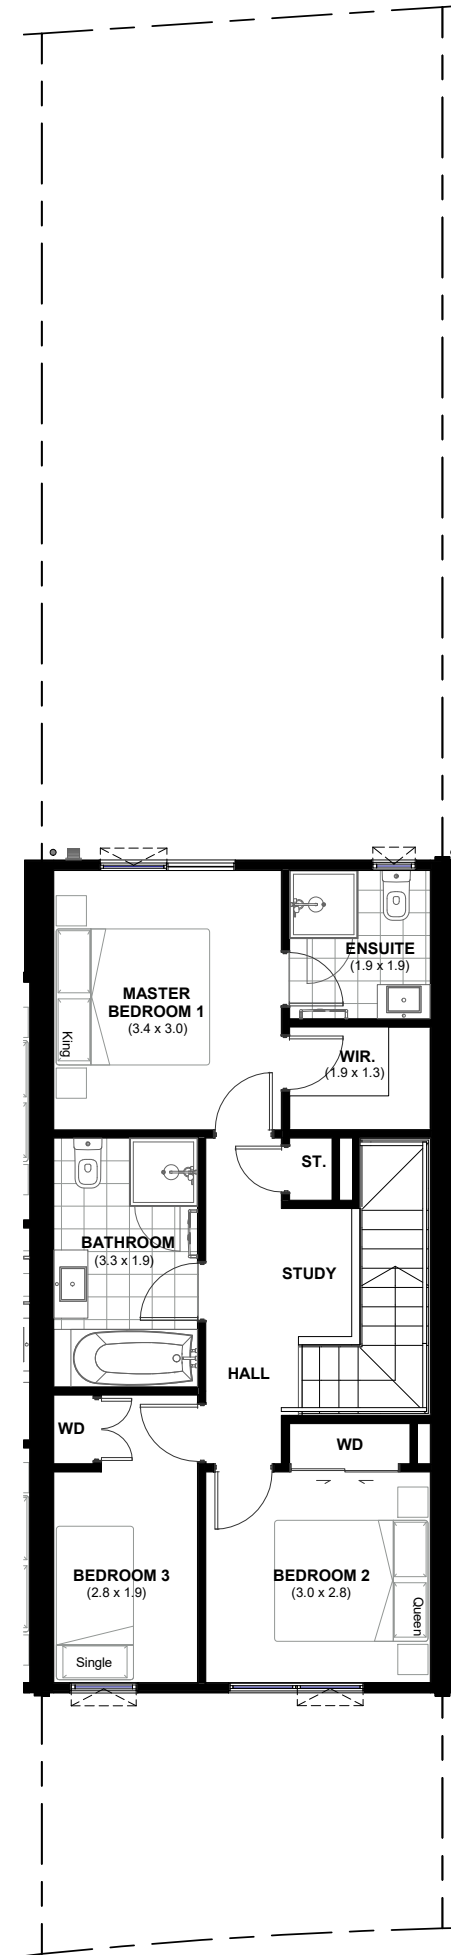 ENSUITE
(1.9 x 1.9)
MASTER
BEDROOM 1
(3.4 x 3.0)
King
WIR.
(1.9 x 1.3)
ST.
BATHROOM
(3.3 x 1.9)
STUDY
HALL
WD
WD
BEDROOM 3
(2.8 x 1.9)
BEDROOM 2
(3.0 x 2.8)
Queen
Single